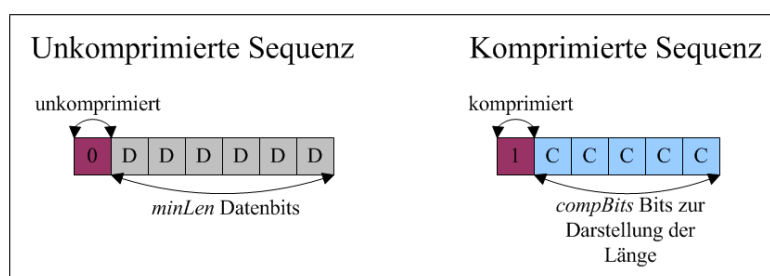 Unkomprimierte Sequenz
unkomprimiert
0 D D D D D D
minLen Datenbits
Komprimierte Sequenz
komprimiert
1 C C C C C
compBits Bits zur
Darstellung der
Länge